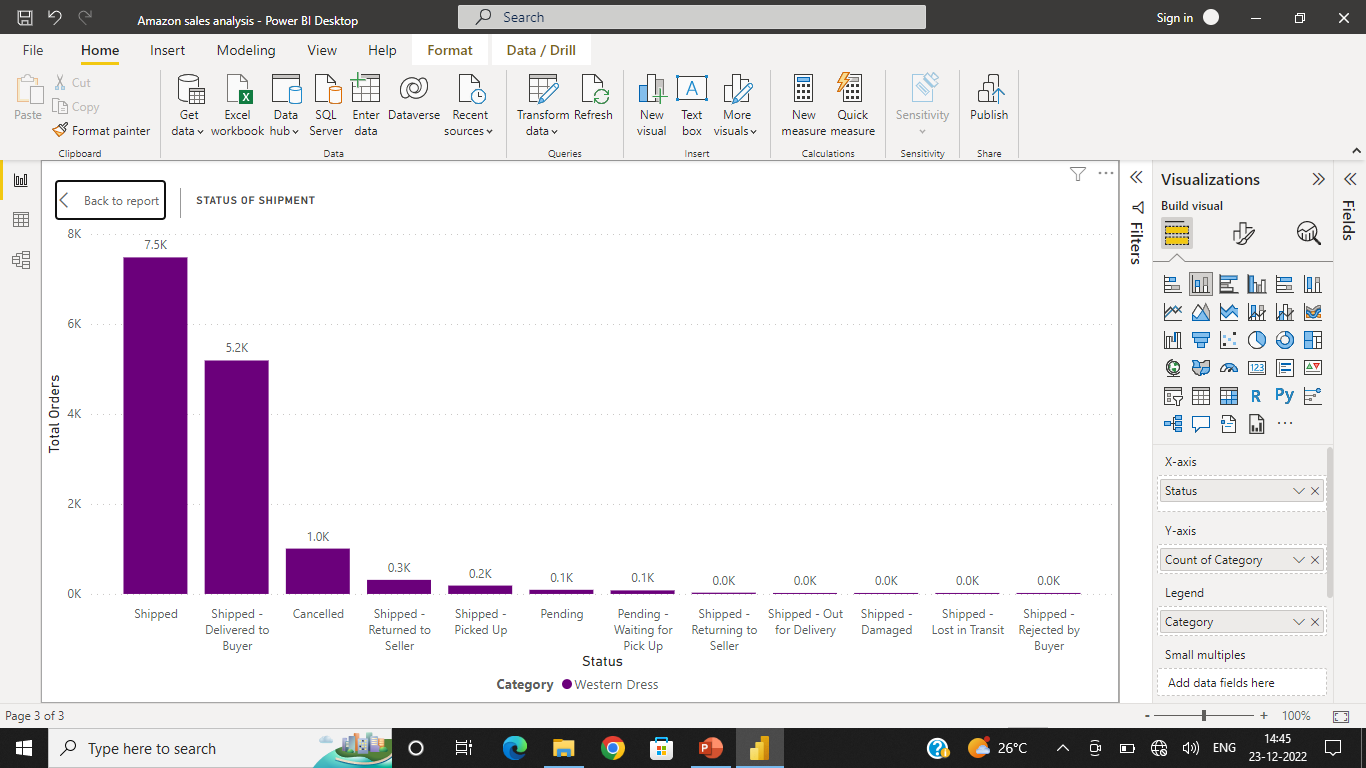 Amazon sales analysis - Power BI Desktop
Search
Sign in
File Home Insert Modeling View Help Format Data / Drill
Paste
Cut
Copy
Format painter
Clipboard
Get data
Excel workbook
Data hub
SQL Server
Enter data
Dataverse
Recent sources
Data
Transform data
Refresh
Queries
New visual
Text box
More visuals
Insert
New measure
Quick measure
Calculations
Sensitivity
Sensitivity
Publish
Share
Back to report
STATUS OF SHIPMENT
8K
6K
4K
2K
0K
Total Orders
7.5K
5.2K
1.0K
0.3K
0.2K
0.1K
0.1K
0.0K
0.0K
0.0K
0.0K
0.0K
Shipped
Shipped - Delivered to Buyer
Cancelled
Shipped - Returned to Seller
Shipped - Picked Up
Pending
Pending - Waiting for Pick Up
Shipped - Returning to Seller
Shipped - Out for Delivery
Shipped - Damaged
Shipped - Lost in Transit
Shipped - Rejected by Buyer
Status
Category Western Dress
Filters
Visualizations
Build visual
123
R
Py
X-axis
Status
Y-axis
Count of Category
Legend
Category
Small multiples
Add data fields here
Fields
Page 3 of 3
- + 100%
Type here to search
26°C
ENG
14:45
23-12-2022